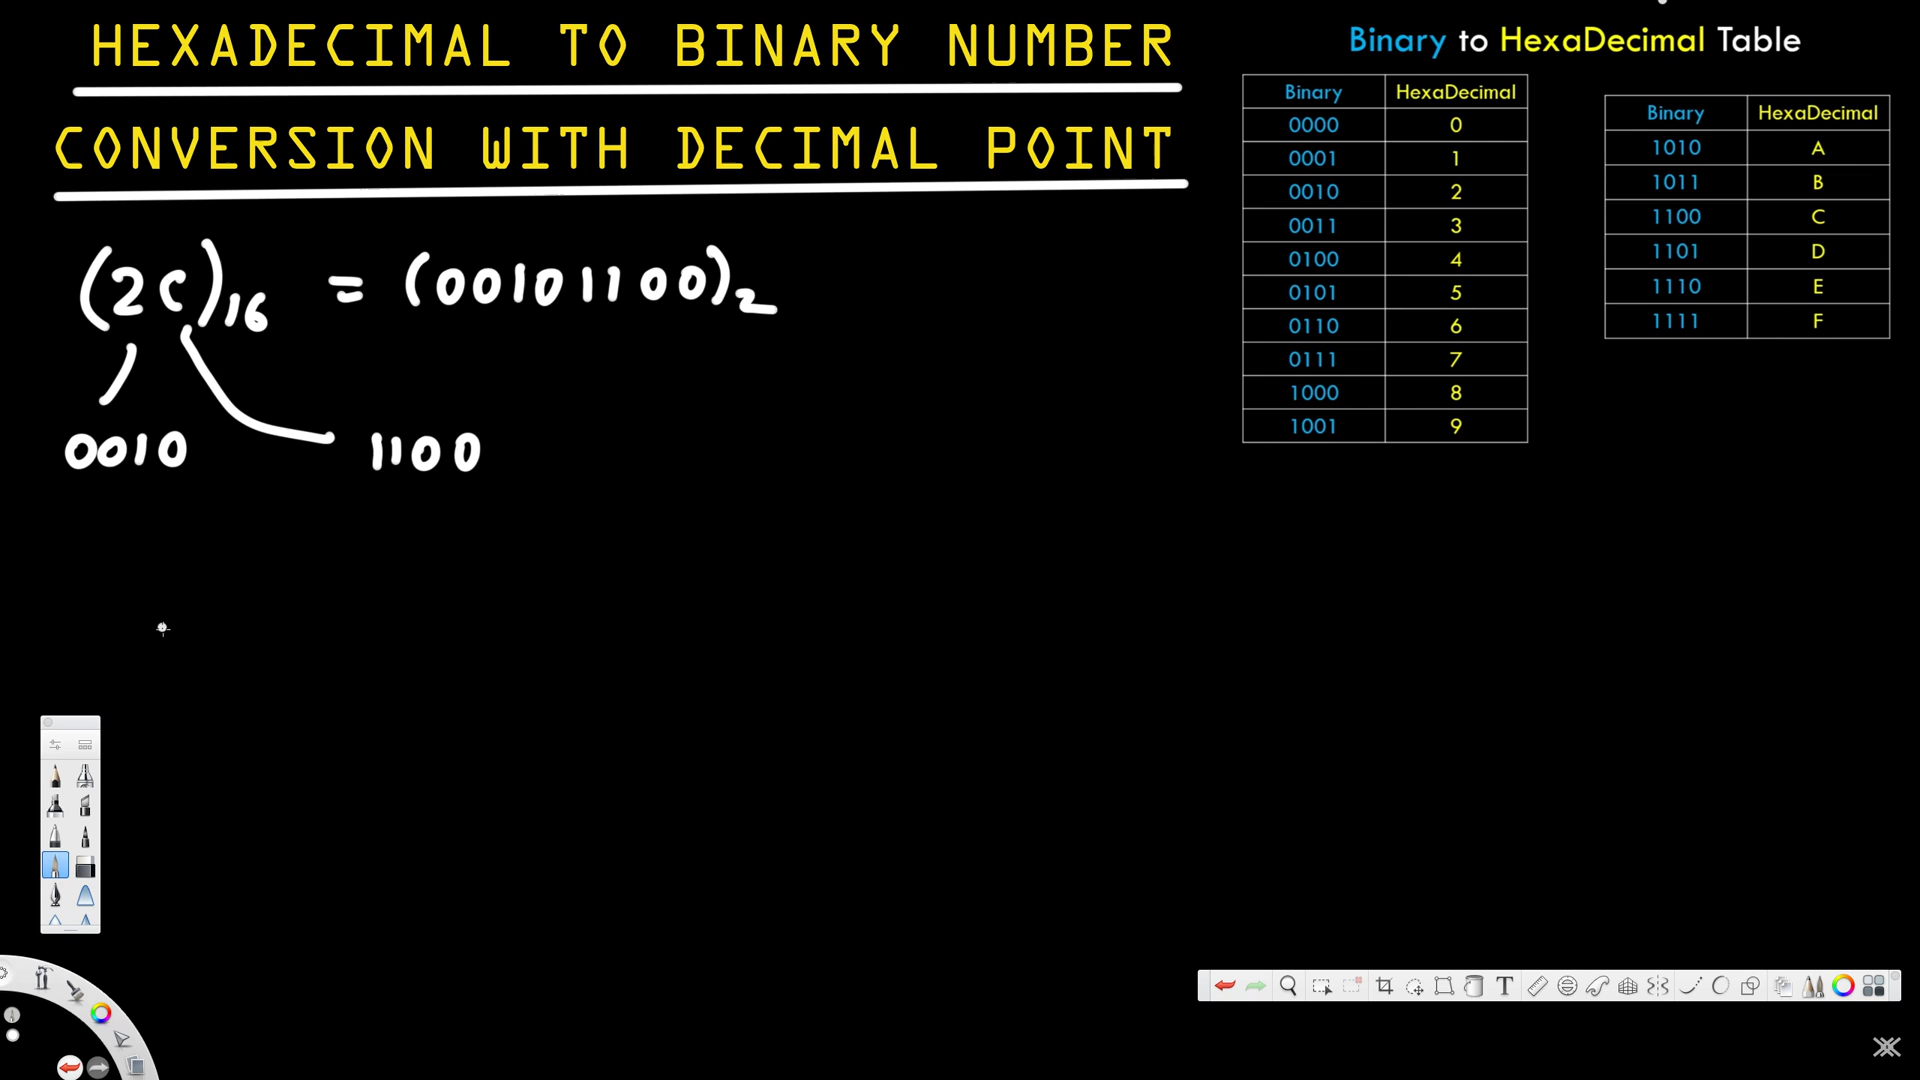 HEXADECIMAL TO BINARY NUMBER
CONVERSION WITH DECIMAL POINT
(2C)16 = (00101100)2
0010 1100
Binary to HexaDecimal Table
Binary HexaDecimal
0000 0
0001 1
0010 2
0011 3
0100 4
0101 5
0110 6
0111 7
1000 8
1001 9
Binary HexaDecimal
1010 A
1011 B
1100 C
1101 D
1110 E
1111 F
T